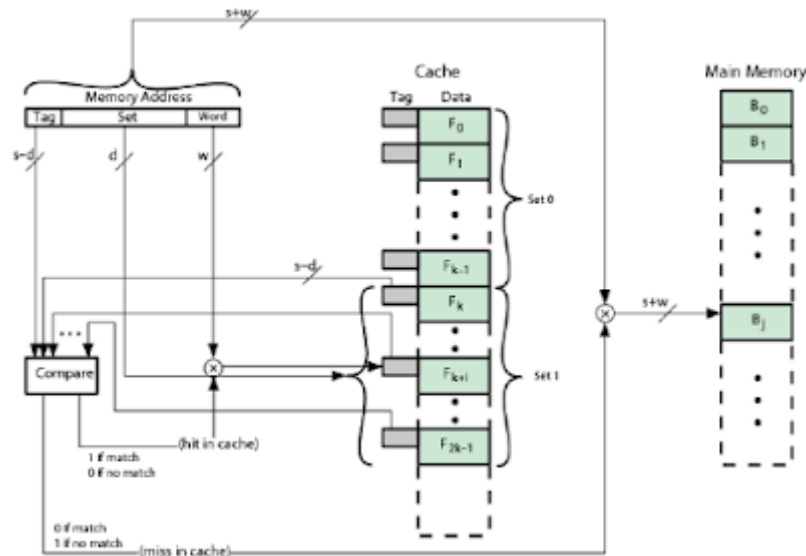 s+w
Cache
Main Memory
Memory Address
Tag Data
Tag Set Word
F0
B0
F1
B1
s–d
d
w
Set 0
s–d
Fk–1
Fk
s+w
Bj
Compare
Fk+i
Set 1
(hit in cache)
F2k–1
1 if match
0 if no match
0 if match
1 if no match
(miss in cache)